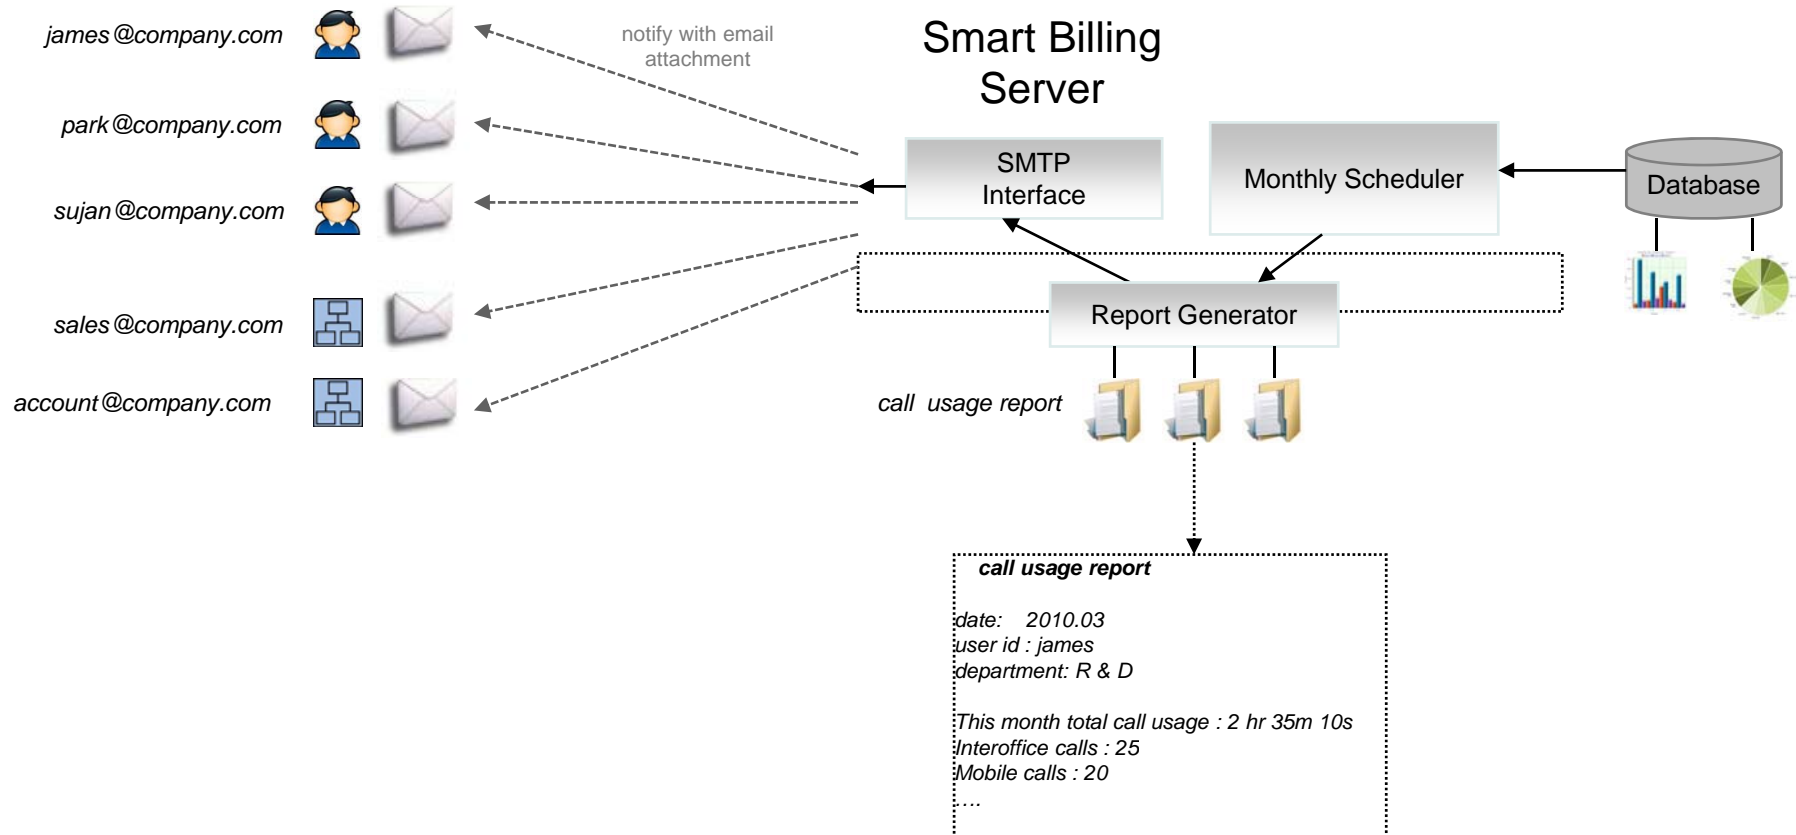 james@company.com
notify with email
attachment
Smart Billing
Server
park@company.com
SMTP
Interface
Monthly Scheduler
Database
sujan@company.com
sales@company.com
Report Generator
account@company.com
call usage report
call usage report
date: 2010.03
user id : james
department: R & D
This month total call usage : 2 hr 35m 10s
Interoffice calls : 25
Mobile calls : 20
….